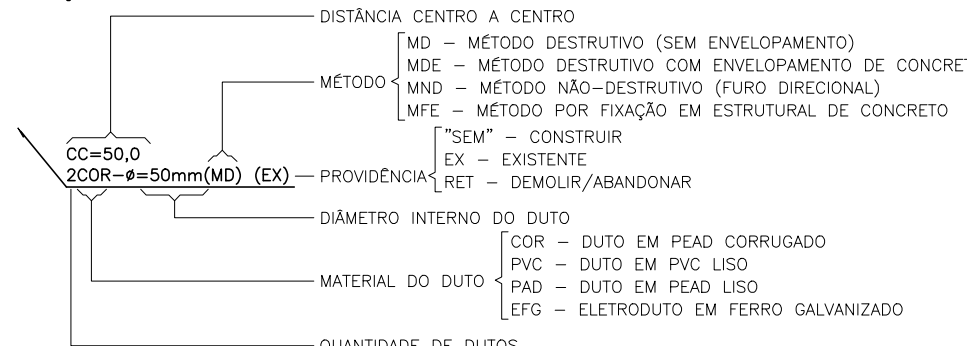 DISTÂNCIA CENTRO A CENTRO
MD – MÉTODO DESTRUTIVO (SEM ENVELOPAMENTO)
MDE – MÉTODO DESTRUTIVO COM ENVELOPAMENTO DE CONCRET
MÉTODO
MND – MÉTODO NÃO-DESTRUTIVO (FURO DIRECIONAL)
MFE – MÉTODO POR FIXAÇÃO EM ESTRUTURAL DE CONCRETO
CC=50,0
2COR-ø=50mm(MD) (EX)
PROVIDÊNCIA
"SEM" – CONSTRUIR
EX – EXISTENTE
RET – DEMOLIR/ABANDONAR
DIÂMETRO INTERNO DO DUTO
MATERIAL DO DUTO
COR – DUTO EM PEAD CORRUGADO
PVC – DUTO EM PVC LISO
PAD – DUTO EM PEAD LISO
EFG – ELETRODUTO EM FERRO GALVANIZADO
QUANTIDADE DE DUTOS